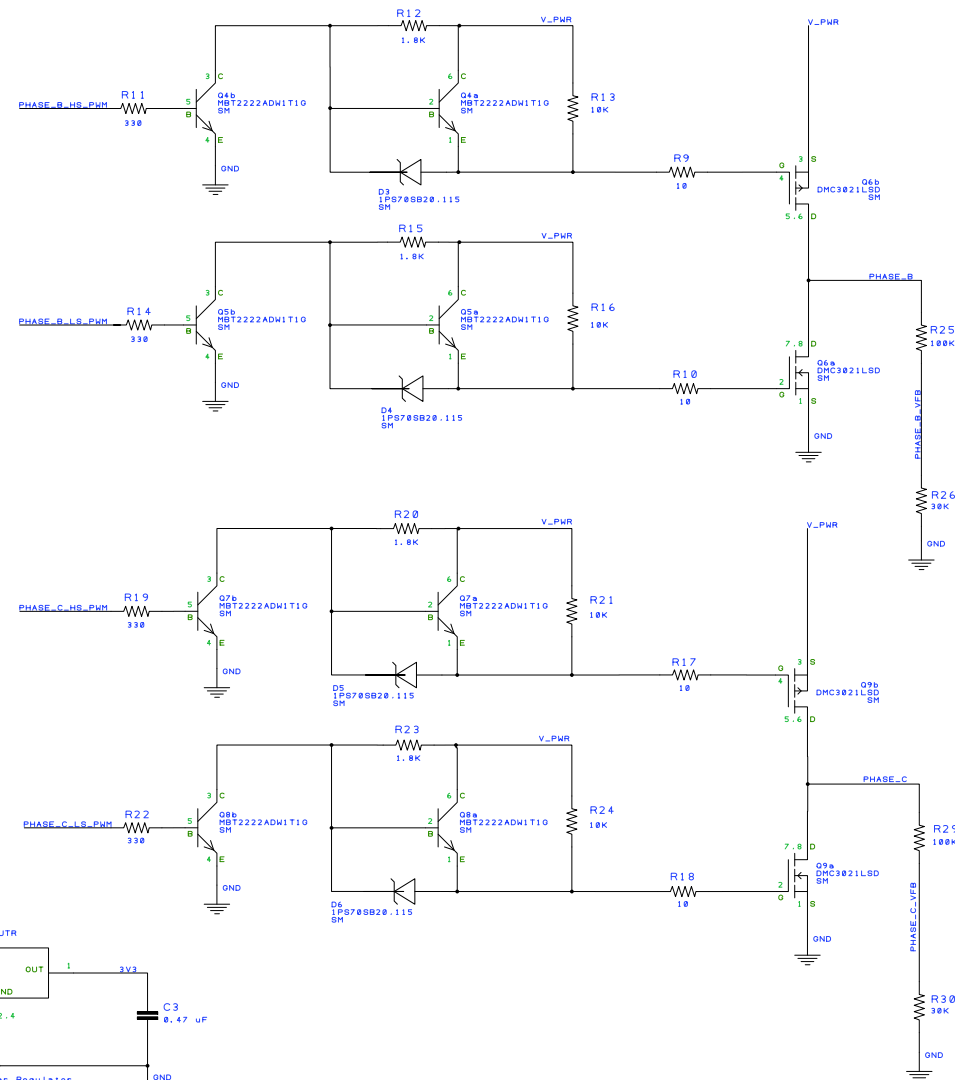 R12
1.8K
V_PWR
V_PWR
3 C
6 C
R11
PHASE_B_HS_PWM
330
5
B
Q4b
MBT2222ADW1T1G
SM
2
B
Q4a
MBT2222ADW1T1G
SM
R13
10K
4 E
1 E
GND
D3
1PS70SB20.115
SM
R9
10
3 S
G
4
Q6b
DMC3021LSD
SM
5.6 D
R15
1.8K
V_PWR
PHASE_B
3 C
6 C
R14
PHASE_B_LS_PWM
330
5
B
Q5b
MBT2222ADW1T1G
SM
2
B
Q5a
MBT2222ADW1T1G
SM
R16
10K
4 E
1 E
GND
D4
1PS70SB20.115
SM
R10
10
7.8 D
2
G
Q6a
DMC3021LSD
SM
1 S
GND
R25
100K
PHASE_B_VFB
R26
30K
GND
R20
1.8K
V_PWR
V_PWR
3 C
6 C
R19
PHASE_C_HS_PWM
330
5
B
Q7b
MBT2222ADW1T1G
SM
2
B
Q7a
MBT2222ADW1T1G
SM
R21
10K
4 E
1 E
GND
D5
1PS70SB20.115
SM
R17
10
3 S
G
4
Q9b
DMC3021LSD
SM
5.6 D
R23
1.8K
V_PWR
PHASE_C
3 C
6 C
R22
PHASE_C_LS_PWM
330
5
B
Q8b
MBT2222ADW1T1G
SM
2
B
Q8a
MBT2222ADW1T1G
SM
R24
10K
4 E
1 E
GND
D6
1PS70SB20.115
SM
R18
10
7.8 D
2
G
Q9a
DMC3021LSD
SM
1 S
GND
R29
100K
PHASE_C_VFB
R30
30K
GND
UTR
OUT
1
3V3
ND
2.4
C3
0.47 uF
GND
Regulator